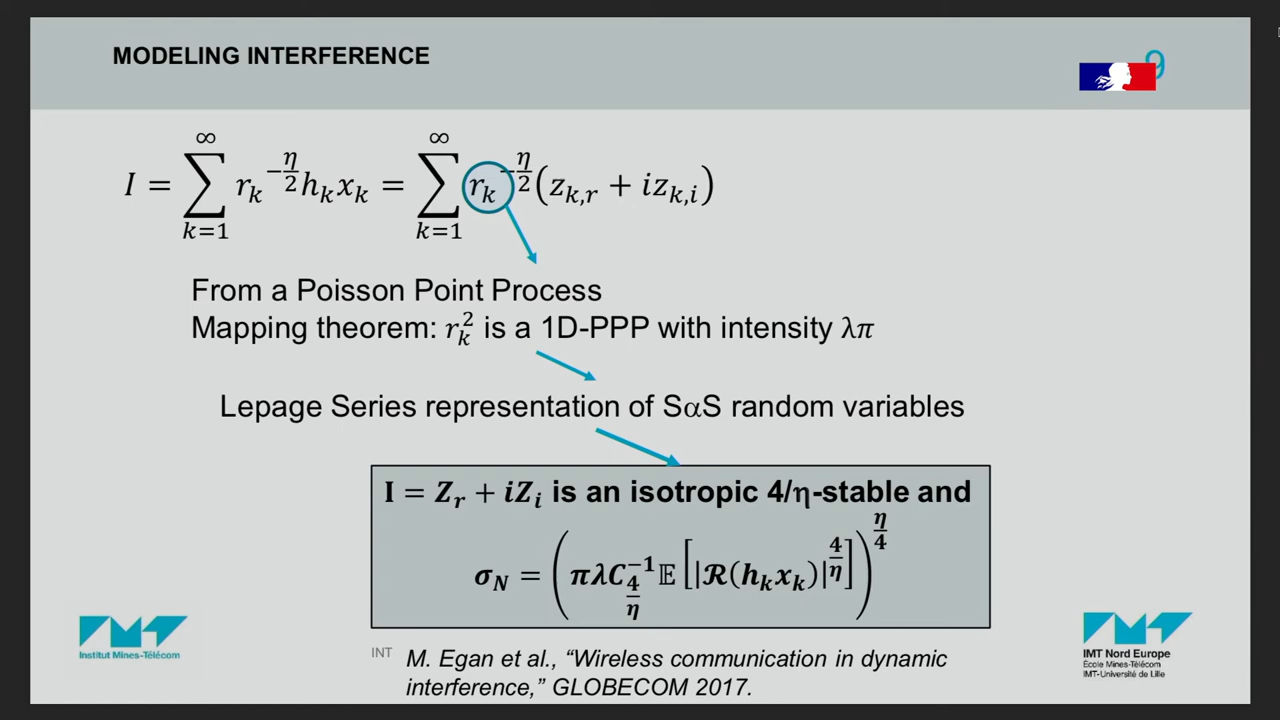 MODELING INTERFERENCE
9
I = ∑_{k=1}^{∞} r_k^{-η/2} h_k x_k = ∑_{k=1}^{∞} r_k^{-η/2} (z_{k,r} + iz_{k,i})
From a Poisson Point Process
Mapping theorem: r_k^2 is a 1D-PPP with intensity λπ
Lepage Series representation of SαS random variables
I = Z_r + iZ_i is an isotropic 4/η-stable and
σ_N = (πλC_{4/η}^{-1} 𝔼[|ℛ(h_k x_k)|^{4/η}])^{η/4}
IMT
Institut Mines-Télécom
INT
M. Egan et al., “Wireless communication in dynamic
interference,” GLOBECOM 2017.
IMT
IMT Nord Europe
École Mines-Télécom
IMT-Université de Lille